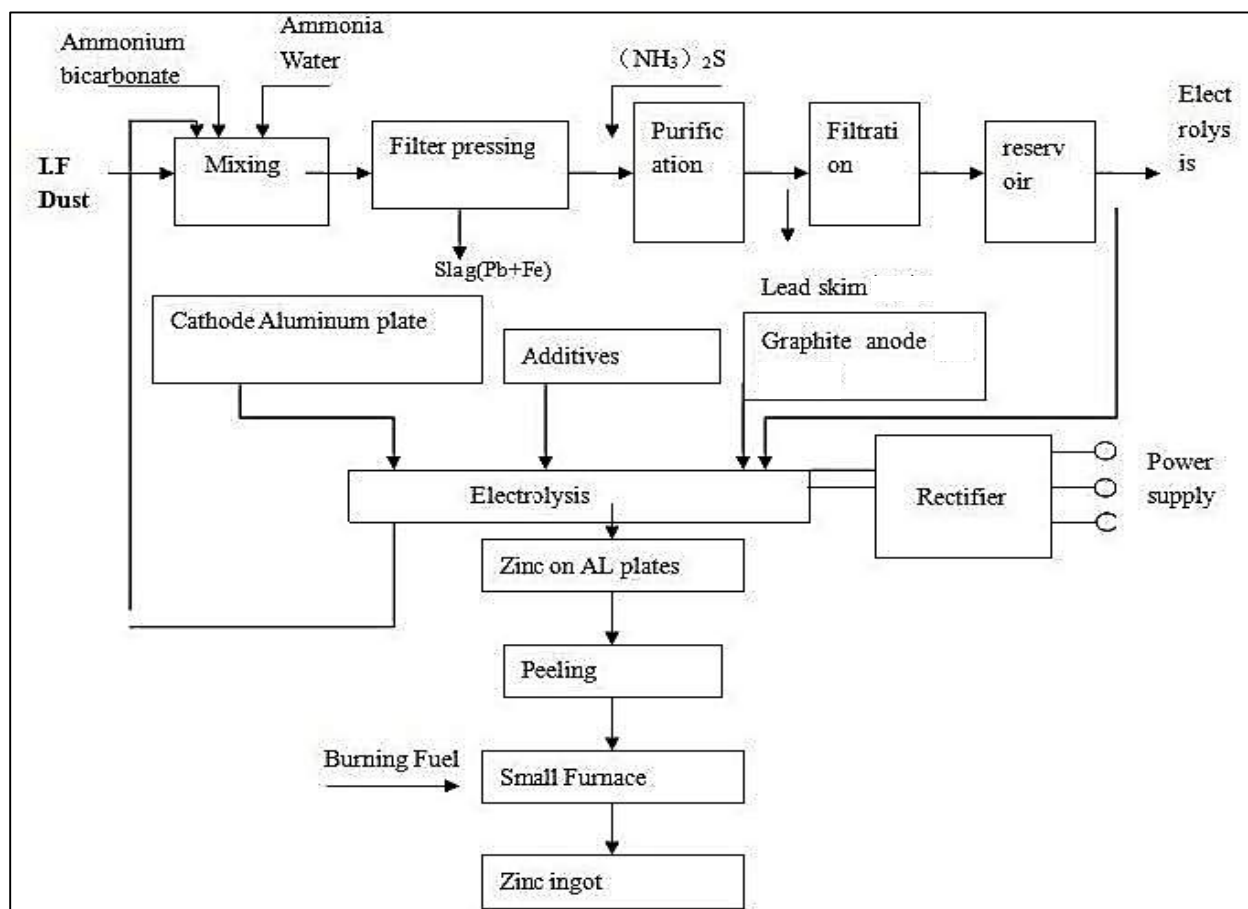 Ammonium
bicarbonate
Ammonia
Water
（NH₃）₂S
Elect
rolys
is
I.F
Dust
Mixing
Filter pressing
Purific
ation
Filtrati
on
reserv
oir
Slag(Pb+Fe)
Lead skim
Cathode Aluminum plate
Additives
Graphite anode
Electrolysis
Rectifier
Power
supply
Zinc on AL plates
Peeling
Burning Fuel
Small Furnace
Zinc ingot